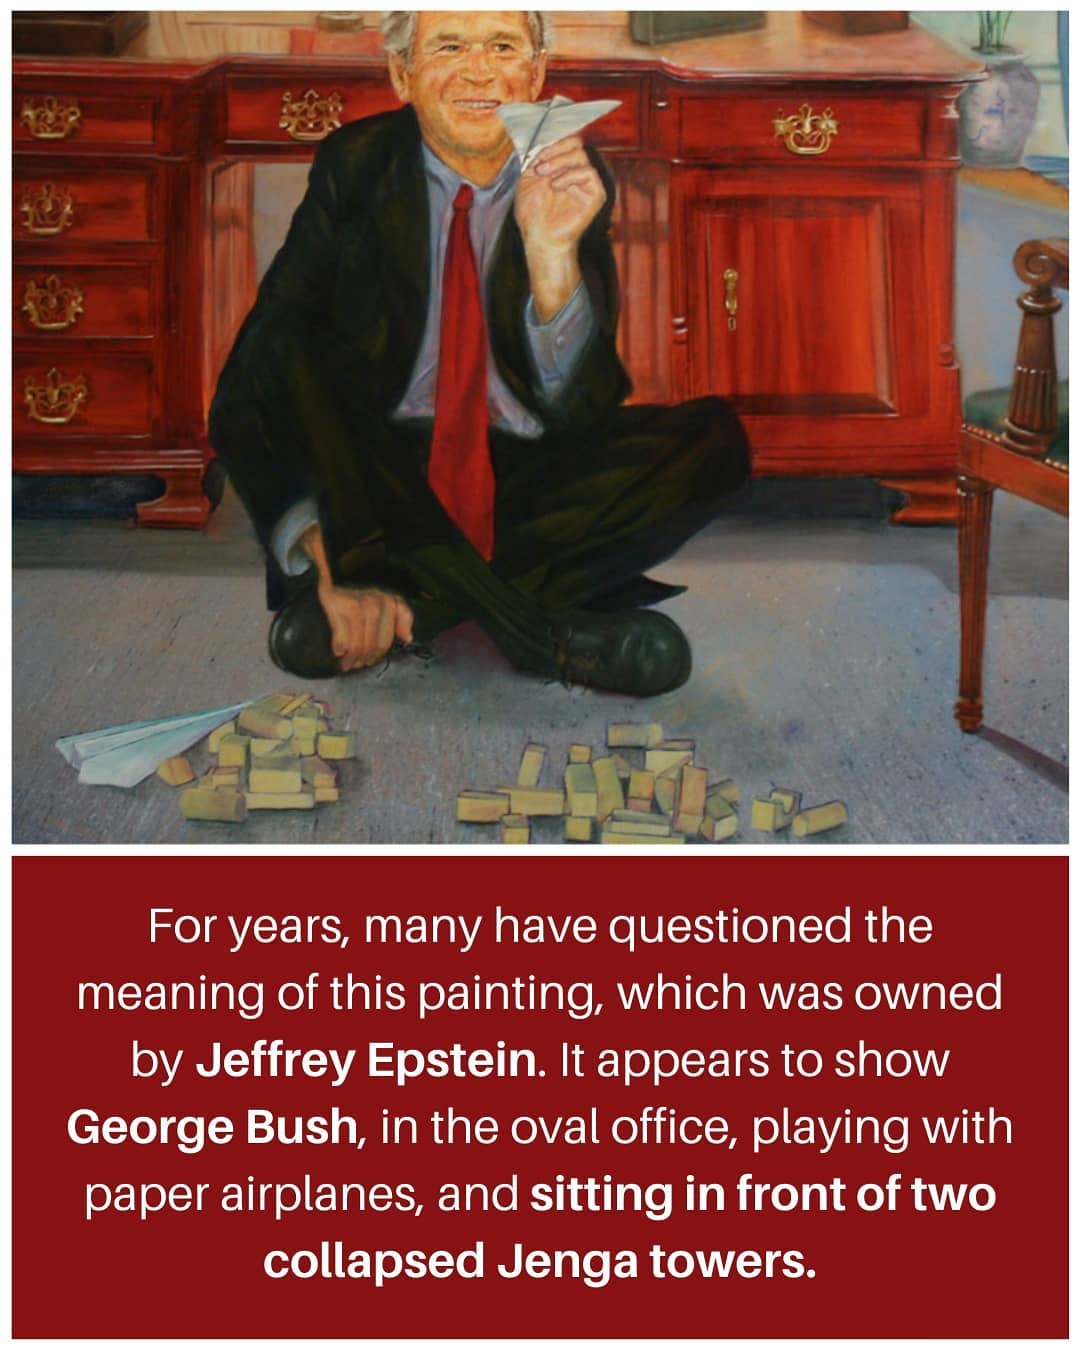 For years, many have questioned the
meaning of this painting, which was owned
by Jeffrey Epstein. It appears to show
George Bush, in the oval office, playing with
paper airplanes, and sitting in front of two
collapsed Jenga towers.